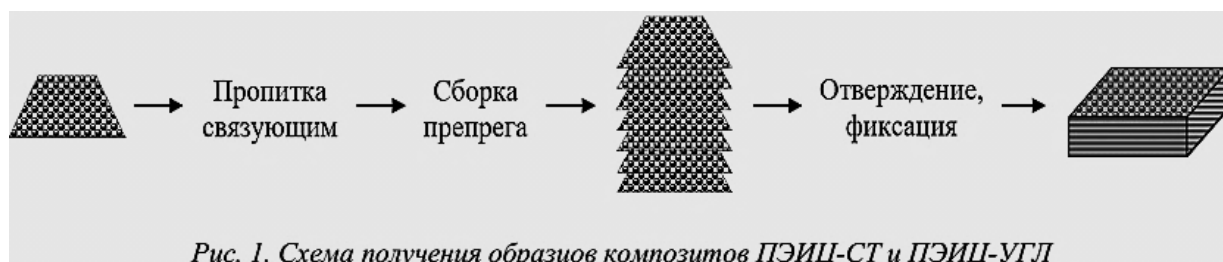 Пропитка
связующим
Сборка
препрега
Отверждение,
фиксация
Рис. 1. Схема получения образцов композитов ПЭИЦ-СТ и ПЭИЦ-УГЛ